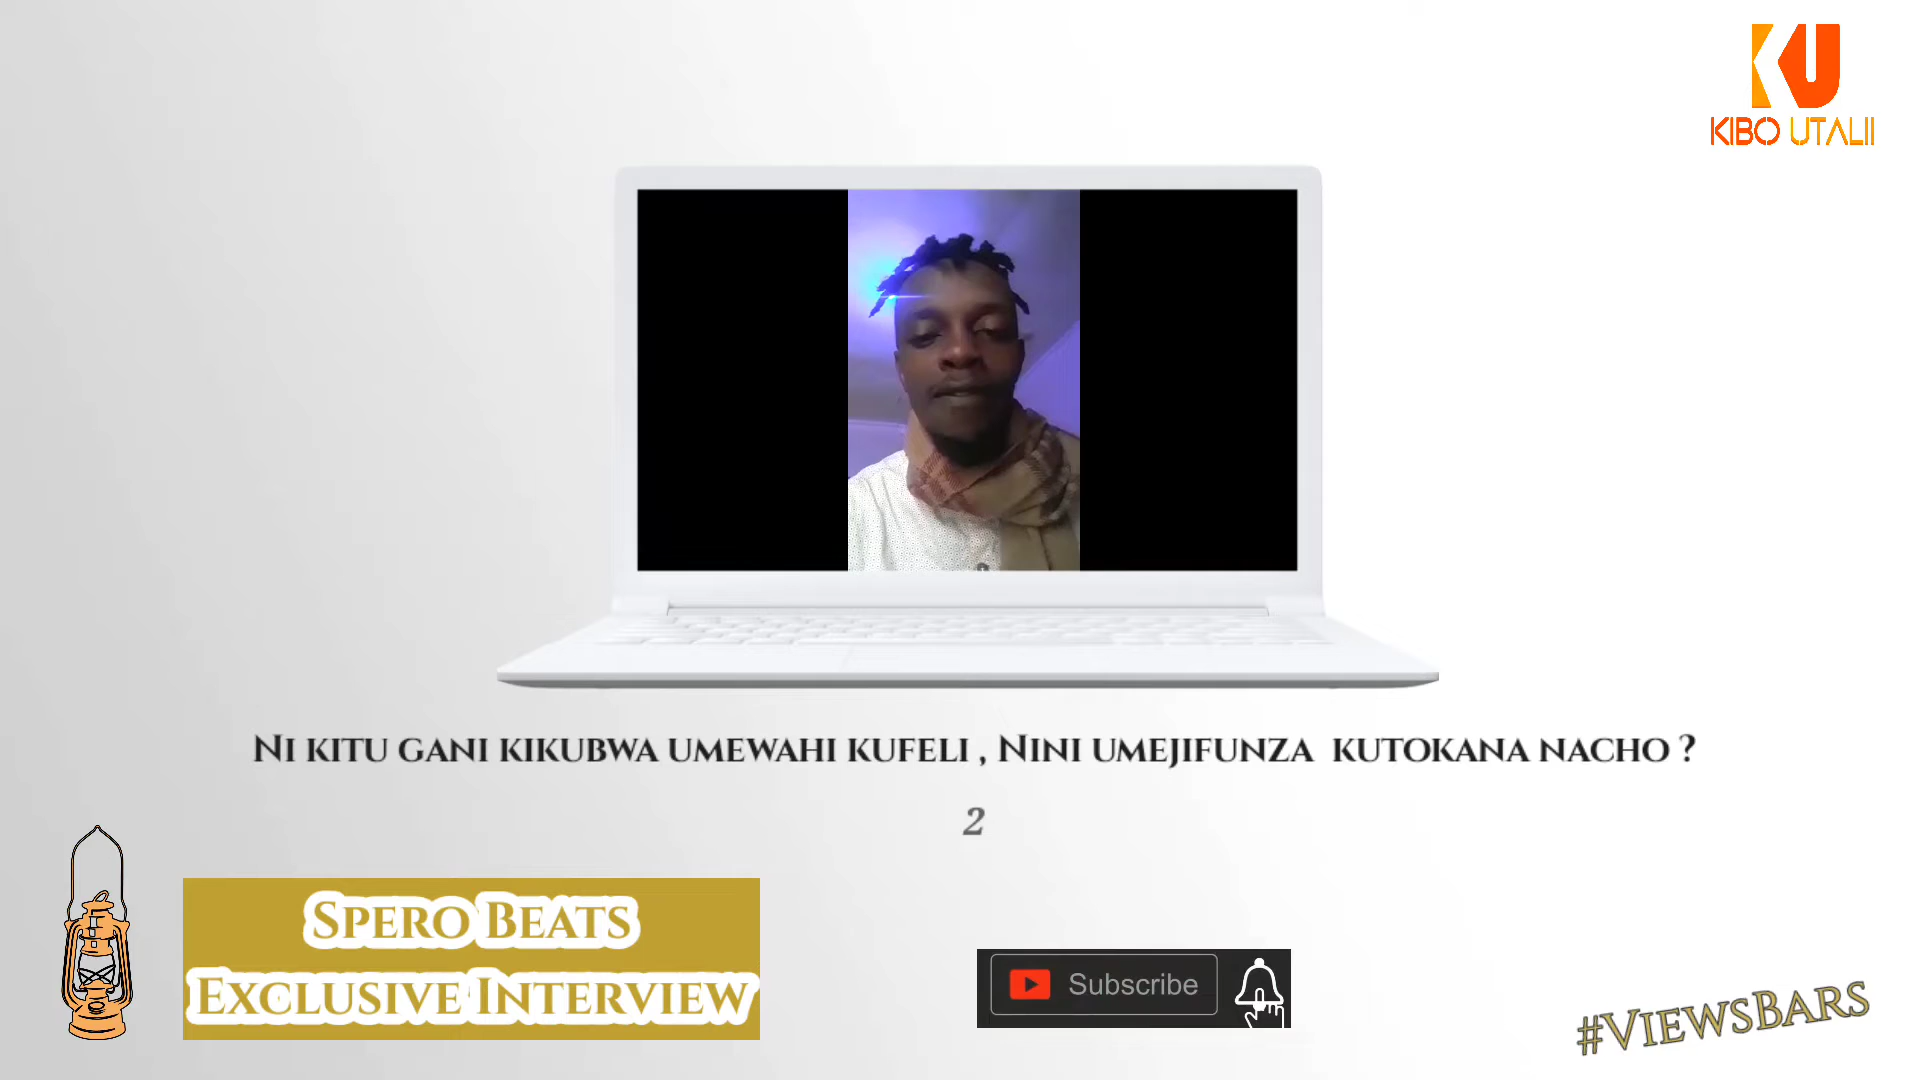 KU
KIBO UTALII
Ni kitu gani kikubwa umewahi kufeli , Nini umejifunza kutokana nacho ?
2
Spero Beats
Exclusive Interview
Subscribe
#ViewsBars